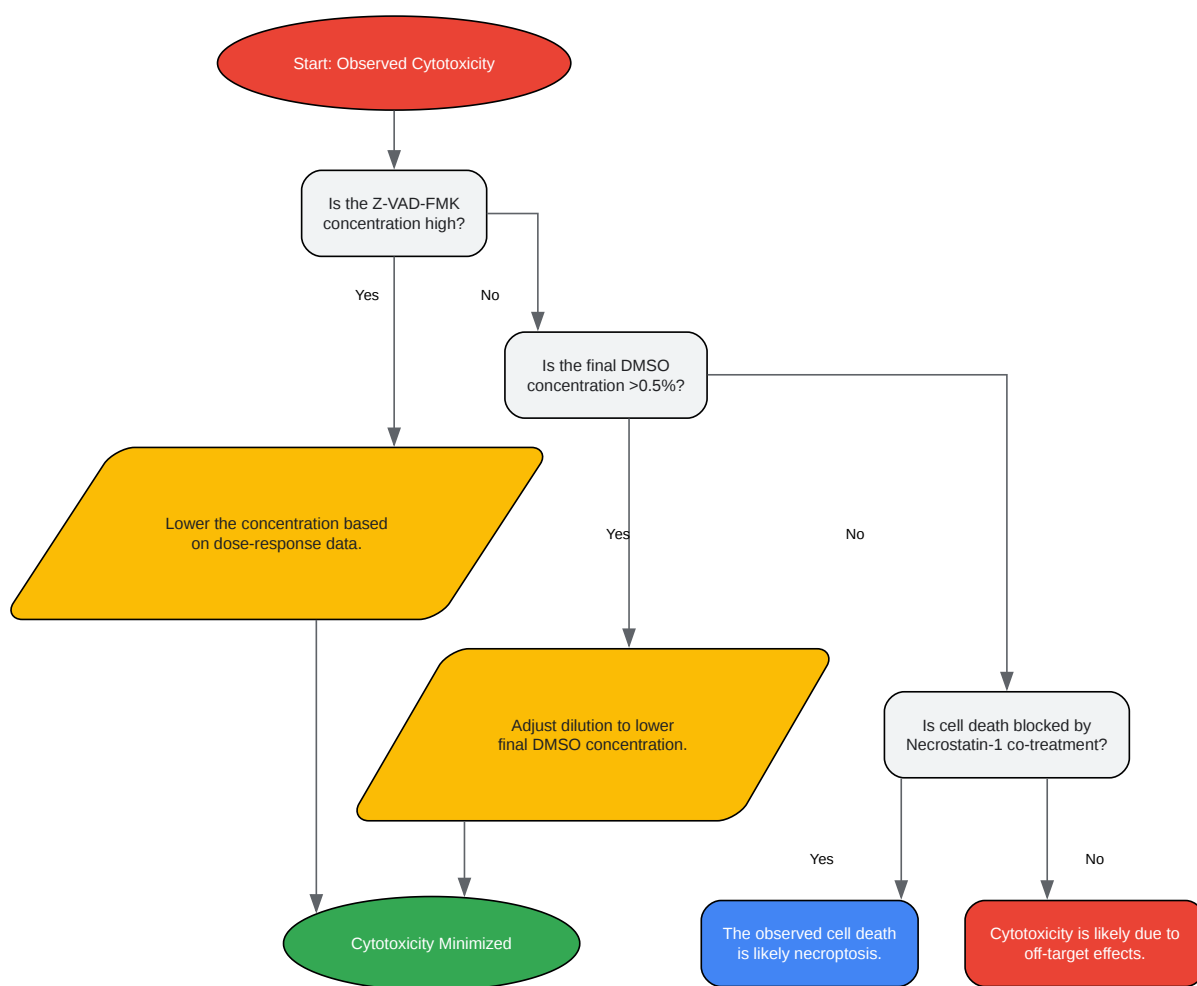 Start: Observed Cytotoxicity
Is the Z-VAD-FMK
concentration high?
Yes
No
Is the final DMSO
concentration >0.5%?
Lower the concentration based
on dose-response data.
Yes
No
Adjust dilution to lower
final DMSO concentration.
Is cell death blocked by
Necrostatin-1 co-treatment?
Yes
No
Cytotoxicity Minimized
The observed cell death
is likely necroptosis.
Cytotoxicity is likely due to
off-target effects.